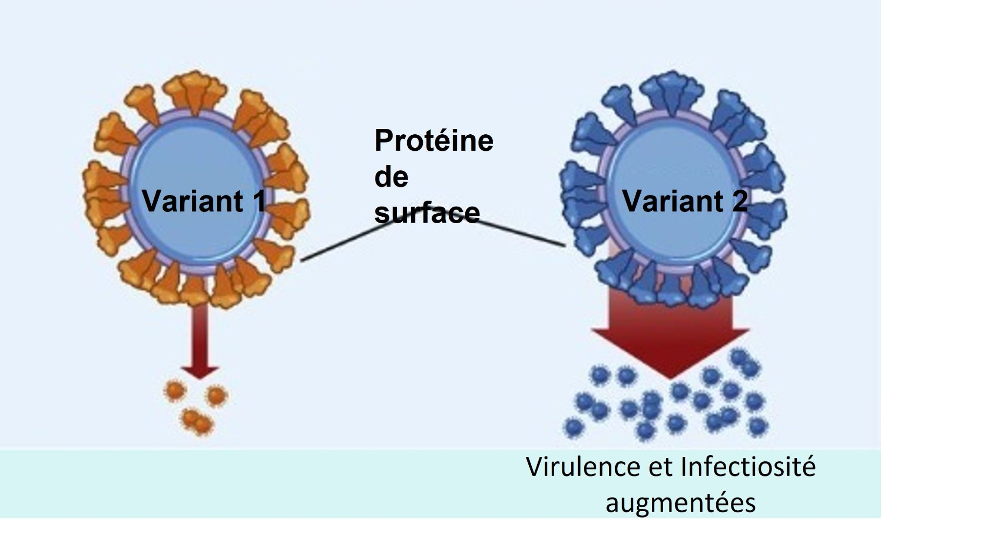 Protéine
de
surface
Variant 1
Variant 2
Virulence et Infectiosité
augmentées